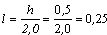 l = h/2,0 = 0,5/2,0 = 0,25